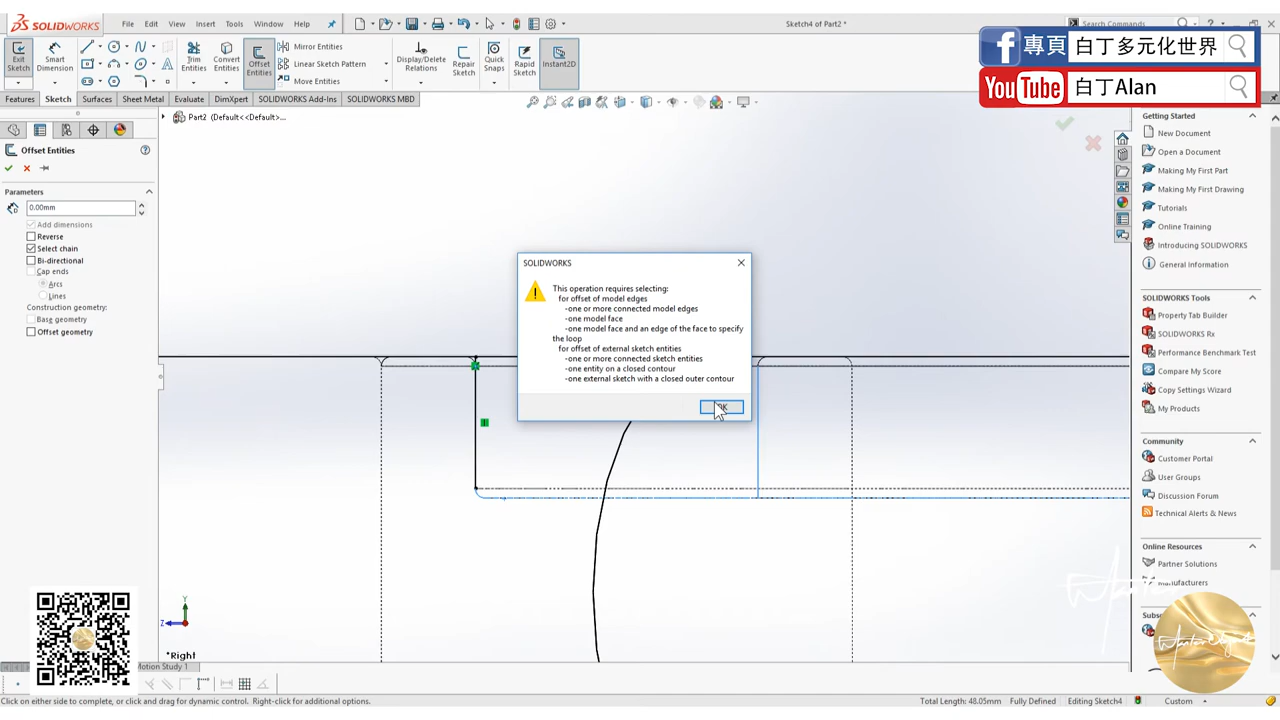 SOLIDWORKS
File Edit View Insert Tools Window Help
Sketch4 of Part2 *
Search Commands
專頁 白丁多元化世界
YouTube 白丁Alan
Exit Sketch
Smart Dimension
Trim Entities
Convert Entities
Offset Entities
Mirror Entities
Linear Sketch Pattern
Move Entities
Display/Delete Relations
Repair Sketch
Quick Snaps
Rapid Sketch
Instant2D
Features Sketch Surfaces Sheet Metal Evaluate DimXpert SOLIDWORKS Add-Ins SOLIDWORKS MBD
Part2 (Default<<Default>...
Offset Entities
Parameters
0.00mm
Add dimensions
Reverse
Select chain
Bi-directional
Cap ends
Arcs
Lines
Construction geometry:
Base geometry
Offset geometry
SOLIDWORKS
This operation requires selecting:
for offset of model edges
-one or more connected model edges
-one model face
-one model face and an edge of the face to specify
the loop
for offset of external sketch entities
-one or more connected sketch entities
-one entity on a closed contour
-one external sketch with a closed outer contour
Getting Started
New Document
Open a Document
Making My First Part
Making My First Drawing
Tutorials
Online Training
Introducing SOLIDWORKS
General Information
SOLIDWORKS Tools
Property Tab Builder
SOLIDWORKS Rx
Performance Benchmark Test
Compare My Score
Copy Settings Wizard
My Products
Community
Customer Portal
User Groups
Discussion Forum
Technical Alerts & News
Online Resources
Partner Solutions
Manufacturers
Y
Z
*Right
Motion Study 1
Click on either side to complete, or click and drag for dynamic control. Right-click for additional options.
Total Length: 48.05mm Fully Defined Editing Sketch4 Custom